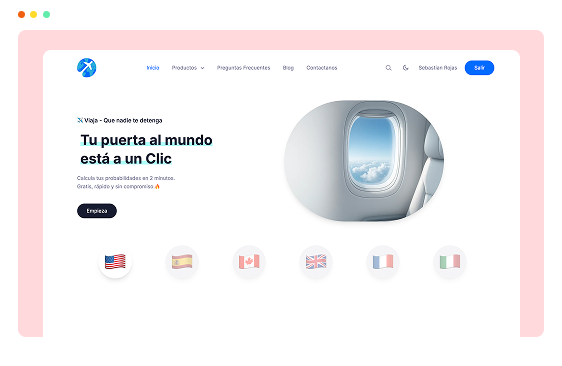 Inicio Productos Preguntas Frecuentes Blog Contactanos Sebastian Rojas Salir
Viaja - Que nadie te detenga
Tu puerta al mundo
está a un Clic
Calcula tus probabilidades en 2 minutos.
Gratis, rápido y sin compromiso
Empieza